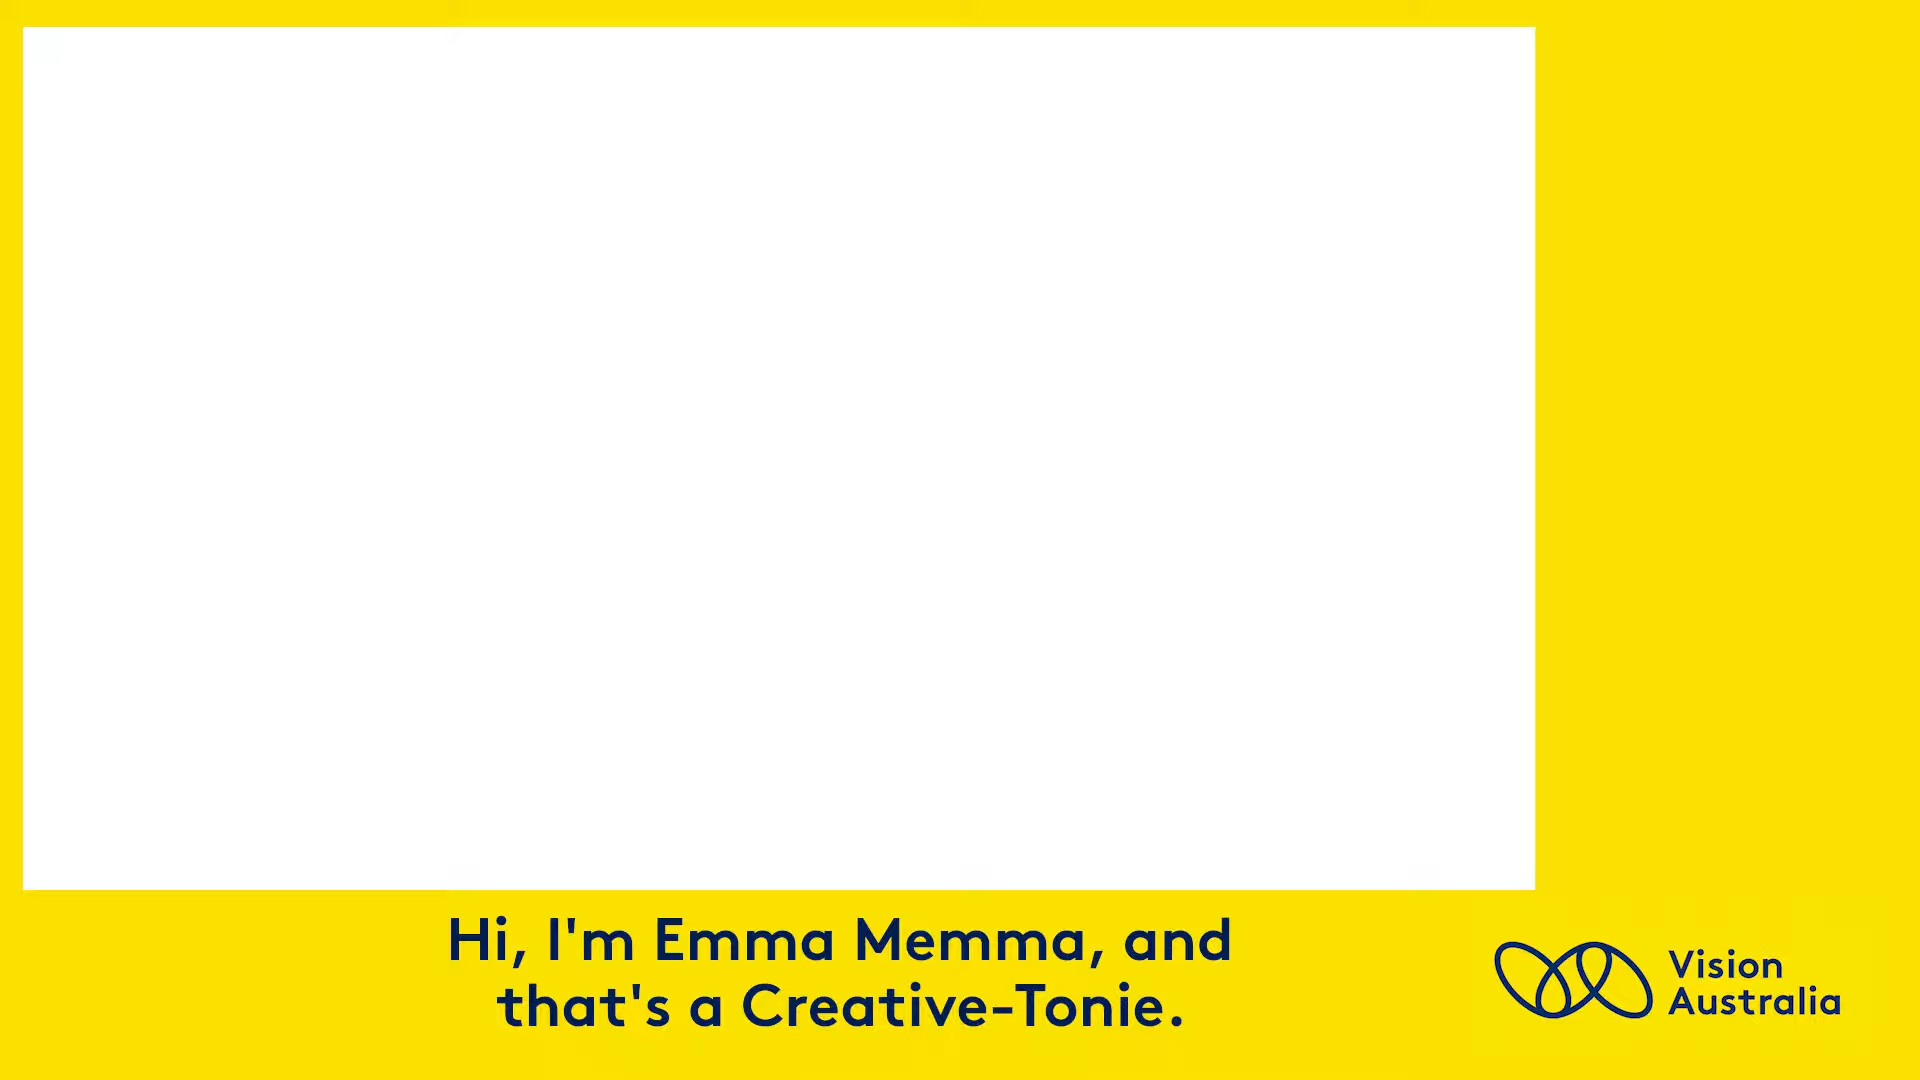 Hi, I'm Emma Memma, and
that's a Creative-Tonie.
Vision
Australia